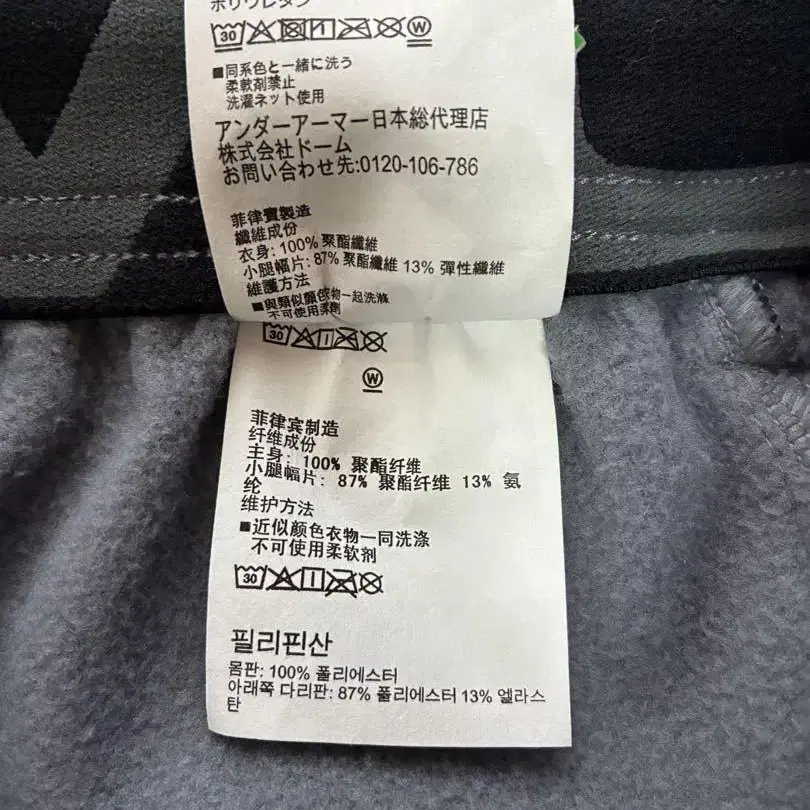 ポリウレタン
30 W
■同系色と一緒に洗う
柔軟剤禁止
洗濯ネット使用
アンダーアーマー日本総代理店
株式会社ドーム
お問い合わせ先:0120-106-786
菲律賓製造
纖維成份
衣身: 100% 聚酯纖維
小腿幅片: 87% 聚酯纖維 13% 彈性纖維
維護方法
■與類似顏色衣物一起洗滌
不可使用柔劑
30
W
菲律宾制造
纤维成份
主身: 100% 聚酯纤维
小腿幅片: 87% 聚酯纤维 13% 氨
纶
维护方法
■近似颜色衣物一同洗涤
不可使用柔软剂
30
필리핀산
몸판: 100% 폴리에스터
아래쪽 다리판: 87% 폴리에스터 13% 엘라스
탄